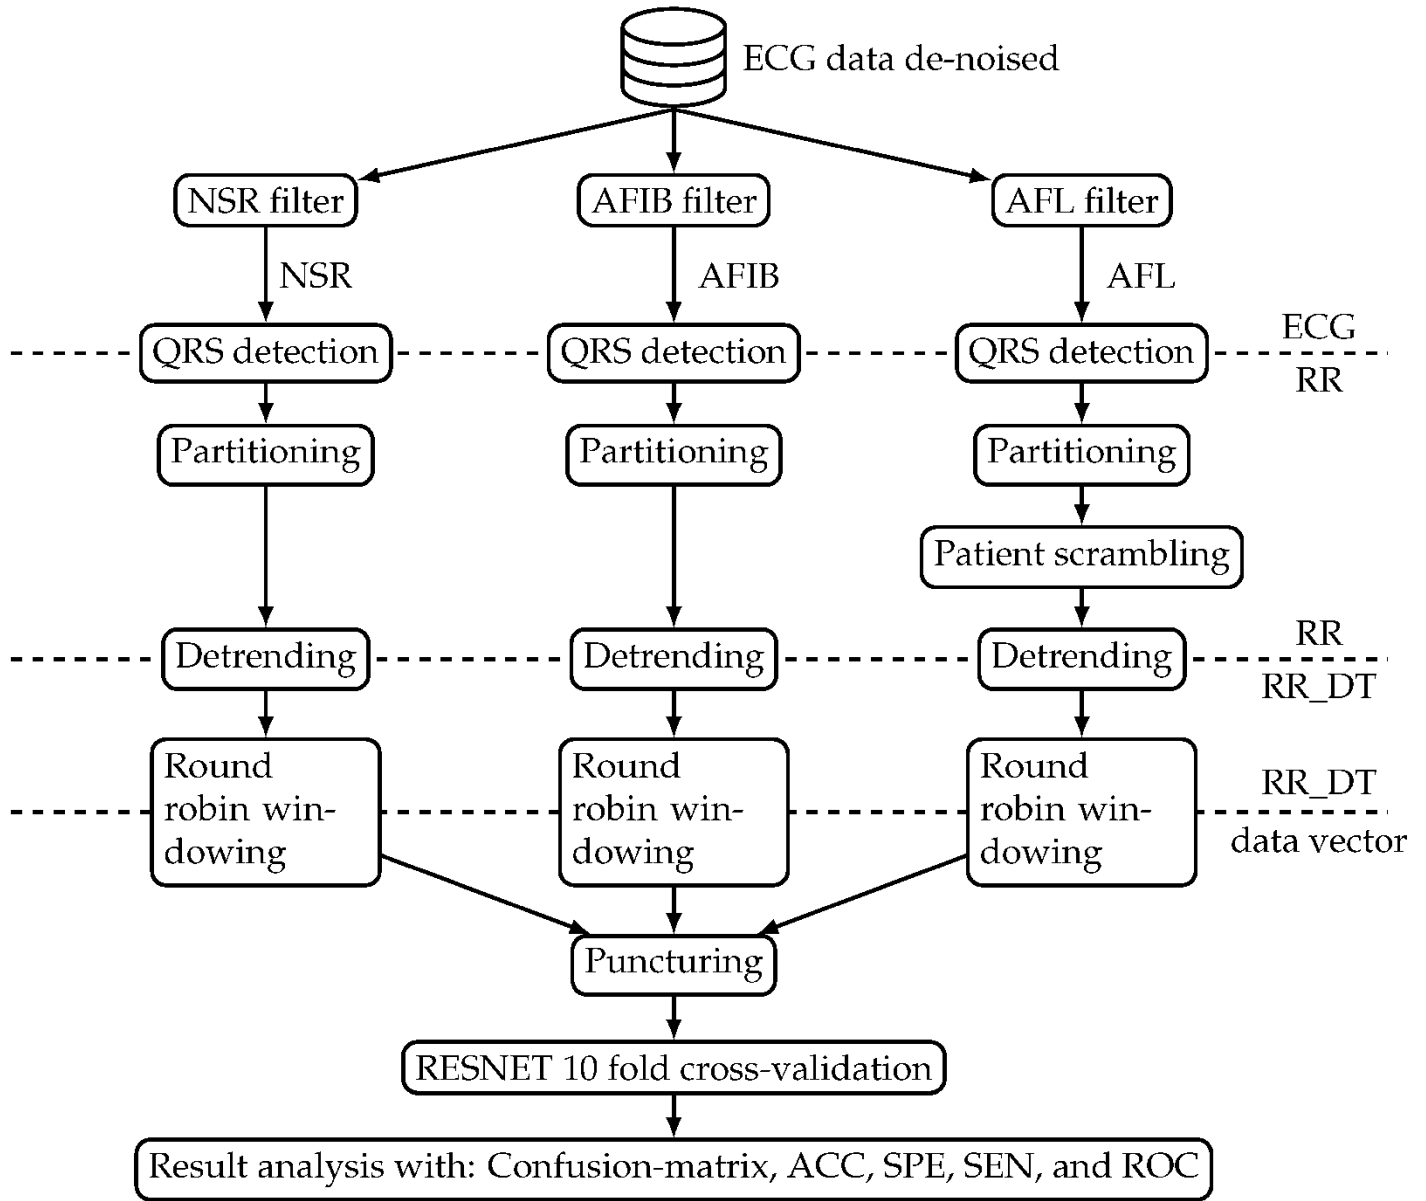 ECG data de-noised
NSR filter
AFIB filter
AFL filter
NSR
AFIB
AFL
ECG
QRS detection
QRS detection
QRS detection
RR
Partitioning
Partitioning
Partitioning
Patient scrambling
RR
Detrending
Detrending
Detrending
RR_DT
Round
robin win-
dowing
Round
robin win-
dowing
Round
robin win-
dowing
RR_DT
data vector
Puncturing
RESNET 10 fold cross-validation
Result analysis with: Confusion-matrix, ACC, SPE, SEN, and ROC